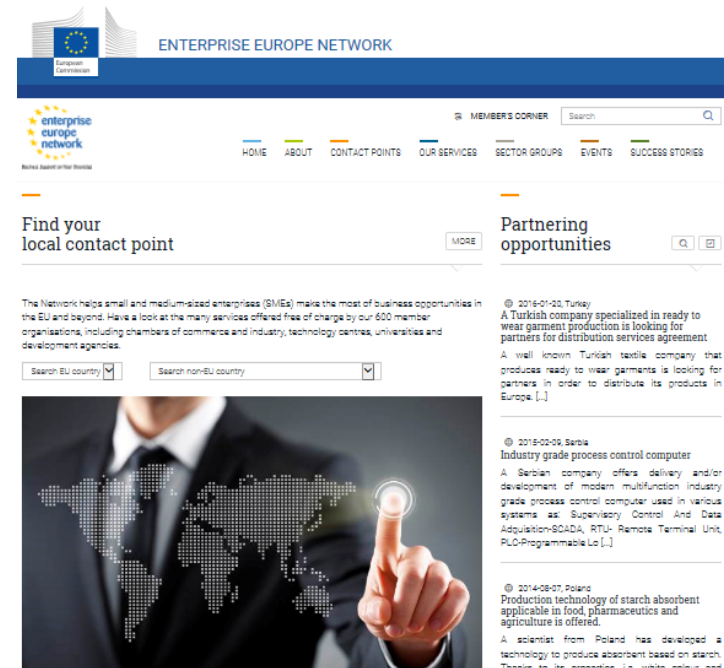 European
Commission
ENTERPRISE EUROPE NETWORK
enterprise
europe
network
Business Support on Your Doorstep
MEMBER'S CORNER
Search
HOME ABOUT CONTACT POINTS OUR SERVICES SECTOR GROUPS EVENTS SUCCESS STORIES
Find your
local contact point
MORE
The Network helps small and medium-sized enterprises (SMEs) make the most of business opportunities in
the EU and beyond. Have a look at the many services offered free of charge by our 600 member
organisations, including chambers of commerce and industry, technology centres, universities and
development agencies.
Search EU country
Search non-EU country
Partnering
opportunities
2016-01-20, Turkey
A Turkish company specialized in ready to
wear garment production is looking for
partners for distribution services agreement
A well known Turkish textile company that
produces ready to wear garments is looking for
partners in order to distribute its products in
Europe. [...]
2015-02-09, Serbia
Industry grade process control computer
A Serbian company offers delivery and/or
development of modern multifunction industry
grade process control computer used in various
systems as: Supervisory Control And Data
Adquisition-SCADA, RTU- Remote Terminal Unit,
PLC-Programmable Lo [...]
2014-08-07, Poland
Production technology of starch absorbent
applicable in food, pharmaceutics and
agriculture is offered.
A scientist from Poland has developed a
technology to produce absorbent based on starch.
Thanks to its properties, i.e. white colour and